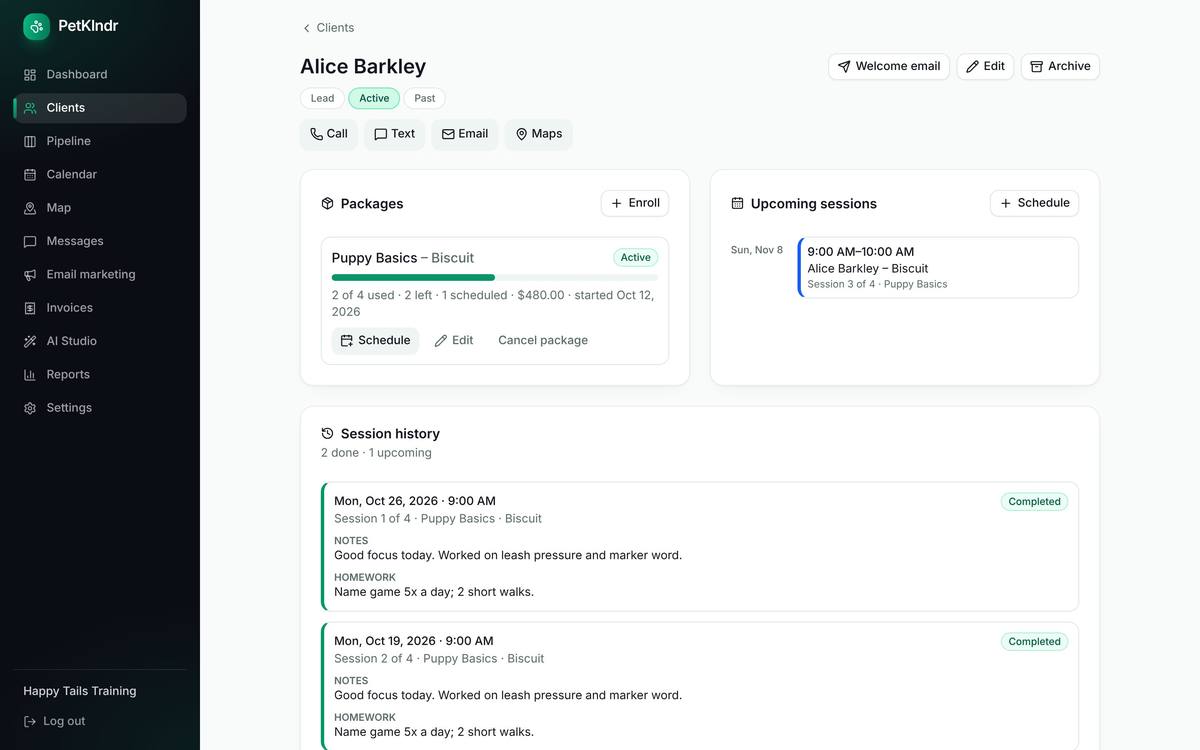 PetKIndr
Dashboard
Clients
Pipeline
Calendar
Map
Messages
Email marketing
Invoices
AI Studio
Reports
Settings
Happy Tails Training
Log out
Clients
Alice Barkley
Welcome email
Edit
Archive
Lead
Active
Past
Call
Text
Email
Maps
Packages
Enroll
Puppy Basics – Biscuit
Active
2 of 4 used · 2 left · 1 scheduled · $480.00 · started Oct 12,
2026
Schedule
Edit
Cancel package
Upcoming sessions
Schedule
Sun, Nov 8
9:00 AM–10:00 AM
Alice Barkley – Biscuit
Session 3 of 4 · Puppy Basics
Session history
2 done · 1 upcoming
Mon, Oct 26, 2026 · 9:00 AM
Completed
Session 1 of 4 · Puppy Basics · Biscuit
NOTES
Good focus today. Worked on leash pressure and marker word.
HOMEWORK
Name game 5x a day; 2 short walks.
Mon, Oct 19, 2026 · 9:00 AM
Completed
Session 2 of 4 · Puppy Basics · Biscuit
NOTES
Good focus today. Worked on leash pressure and marker word.
HOMEWORK
Name game 5x a day; 2 short walks.